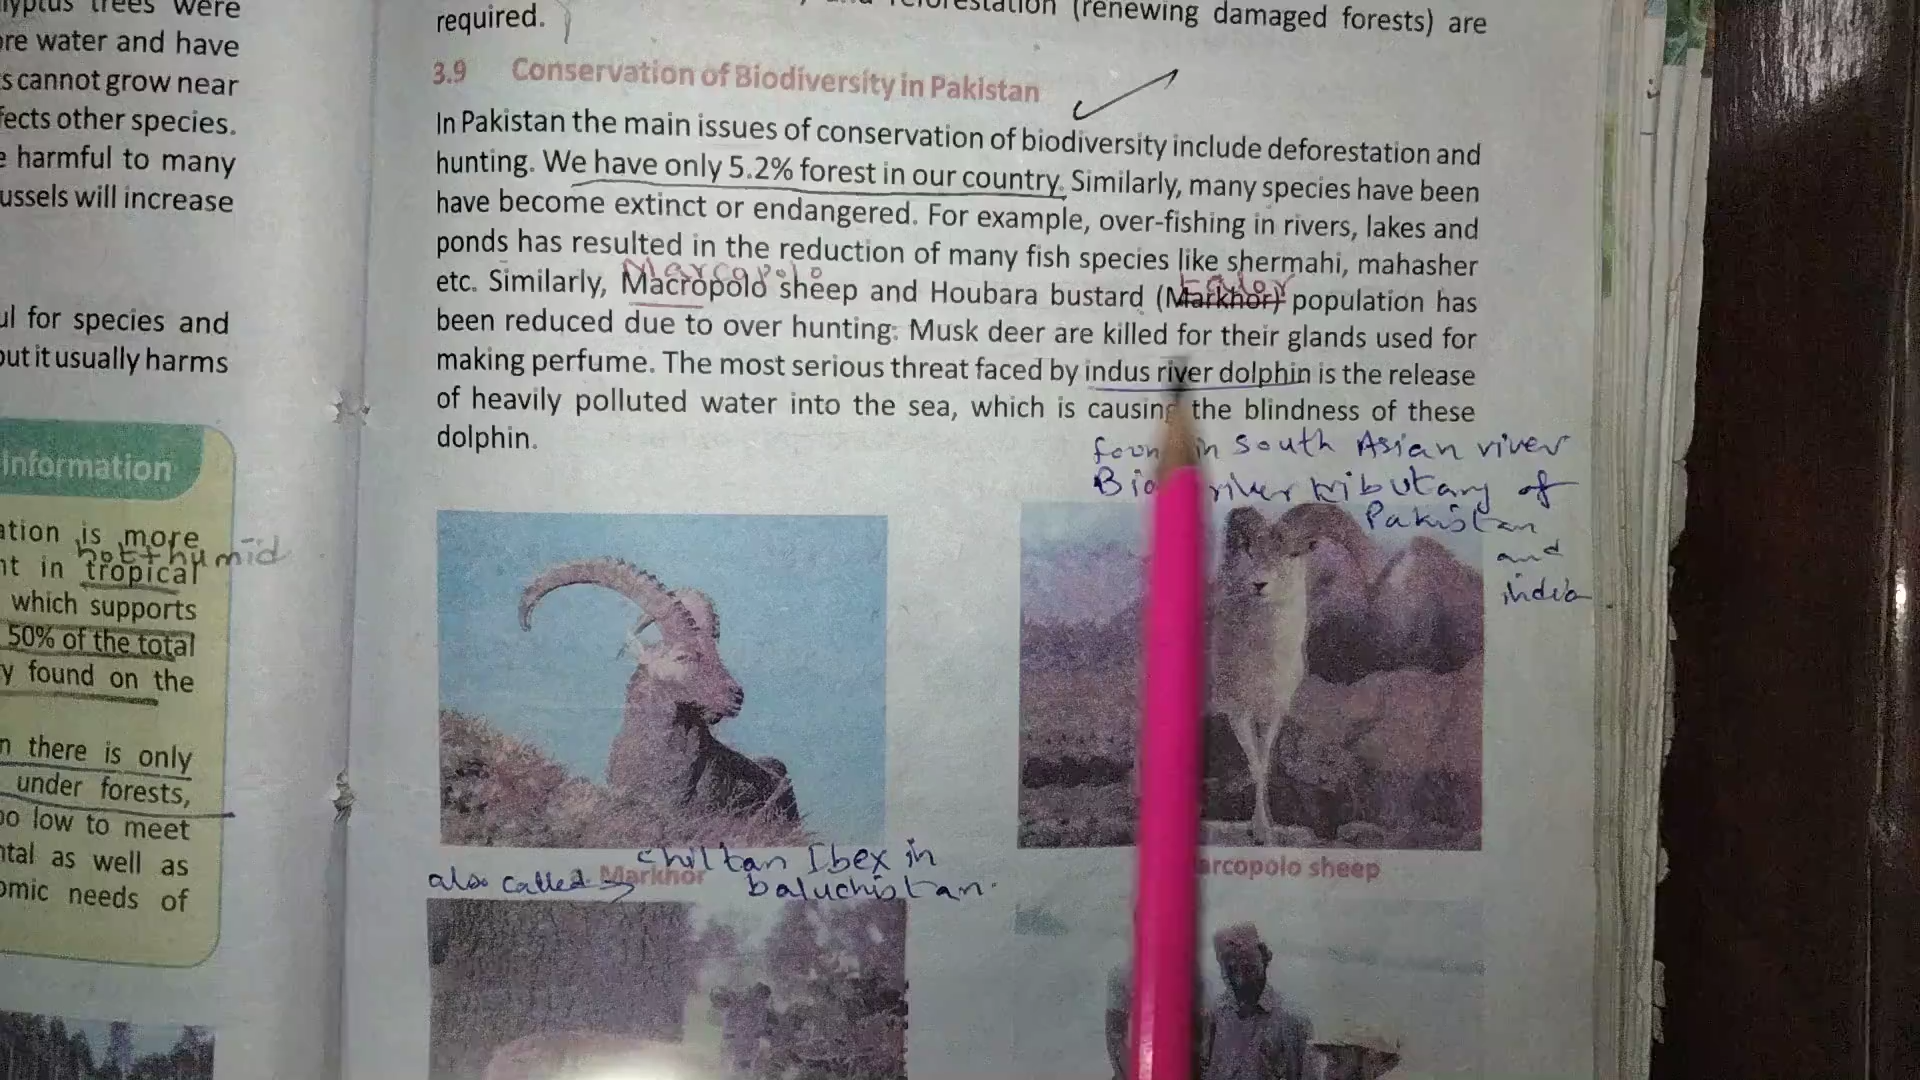 trees were
water and have
s cannot grow near
fects other species.
e harmful to many
ussels will increase
ul for species and
out it usually harms
Information
ation is more
hot + humid
nt in tropical
which supports
50% of the total
y found on the
n there is only
under forests,
oo low to meet
ntal as well as
omic needs of
(renewing damaged forests) are
required.
3.9 Conservation of Biodiversity in Pakistan
In Pakistan the main issues of conservation of biodiversity include deforestation and
hunting. We have only 5.2% forest in our country. Similarly, many species have been
have become extinct or endangered. For example, over-fishing in rivers, lakes and
ponds has resulted in the reduction of many fish species like shermahi, mahasher
Marcopolo
etc. Similarly, Macropolo sheep and Houbara bustard (Markhor) population has
been reduced due to over hunting. Musk deer are killed for their glands used for
making perfume. The most serious threat faced by indus river dolphin is the release
of heavily polluted water into the sea, which is causing the blindness of these
dolphin.
in South Asian river
river tributary of
Pakistan
and
india
chiltan Ibex in
also called Markhor baluchistan.
arcopolo sheep